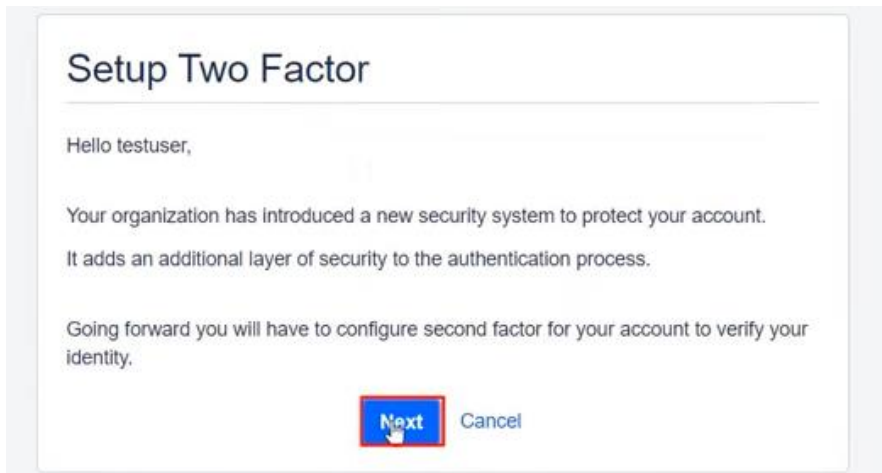 Setup Two Factor
Hello testuser,
Your organization has introduced a new security system to protect your account.
It adds an additional layer of security to the authentication process.
Going forward you will have to configure second factor for your account to verify your
identity.
Next Cancel